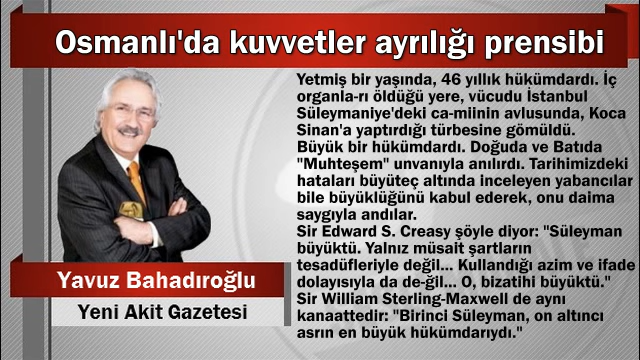 Osmanlı'da kuvvetler ayrılığı prensibi
Yetmiş bir yaşında, 46 yıllık hükümdardı. İç
organla-rı öldüğü yere, vücudu İstanbul
Süleymaniye'deki ca-miinin avlusunda, Koca
Sinan'a yaptırdığı türbesine gömüldü.
Büyük bir hükümdardı. Doğuda ve Batıda
"Muhteşem" unvanıyla anılırdı. Tarihimizdeki
hataları büyüteç altında inceleyen yabancılar
bile büyüklüğünü kabul ederek, onu daima
saygıyla andılar.
Sir Edward S. Creasy şöyle diyor: "Süleyman
büyüktü. Yalnız müsait şartların
tesadüfleriyle değil... Kullandığı azim ve ifade
dolayısıyla da de-ğil... O, bizatihi büyüktü."
Sir William Sterling-Maxwell de aynı
kanaattedir: "Birinci Süleyman, on altıncı
asrın en büyük hükümdarıydı."
Yavuz Bahadıroğlu
Yeni Akit Gazetesi